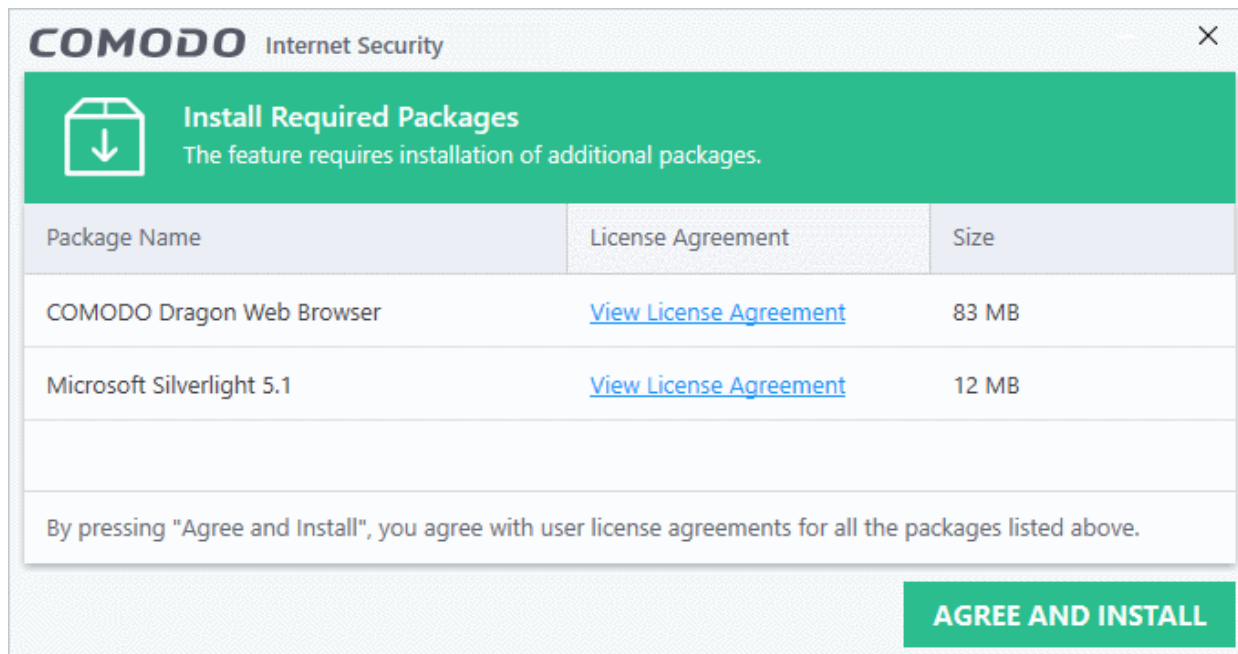 COMODO Internet Security
Install Required Packages
The feature requires installation of additional packages.
Package Name License Agreement Size
COMODO Dragon Web Browser View License Agreement 83 MB
Microsoft Silverlight 5.1 View License Agreement 12 MB
By pressing "Agree and Install", you agree with user license agreements for all the packages listed above.
AGREE AND INSTALL